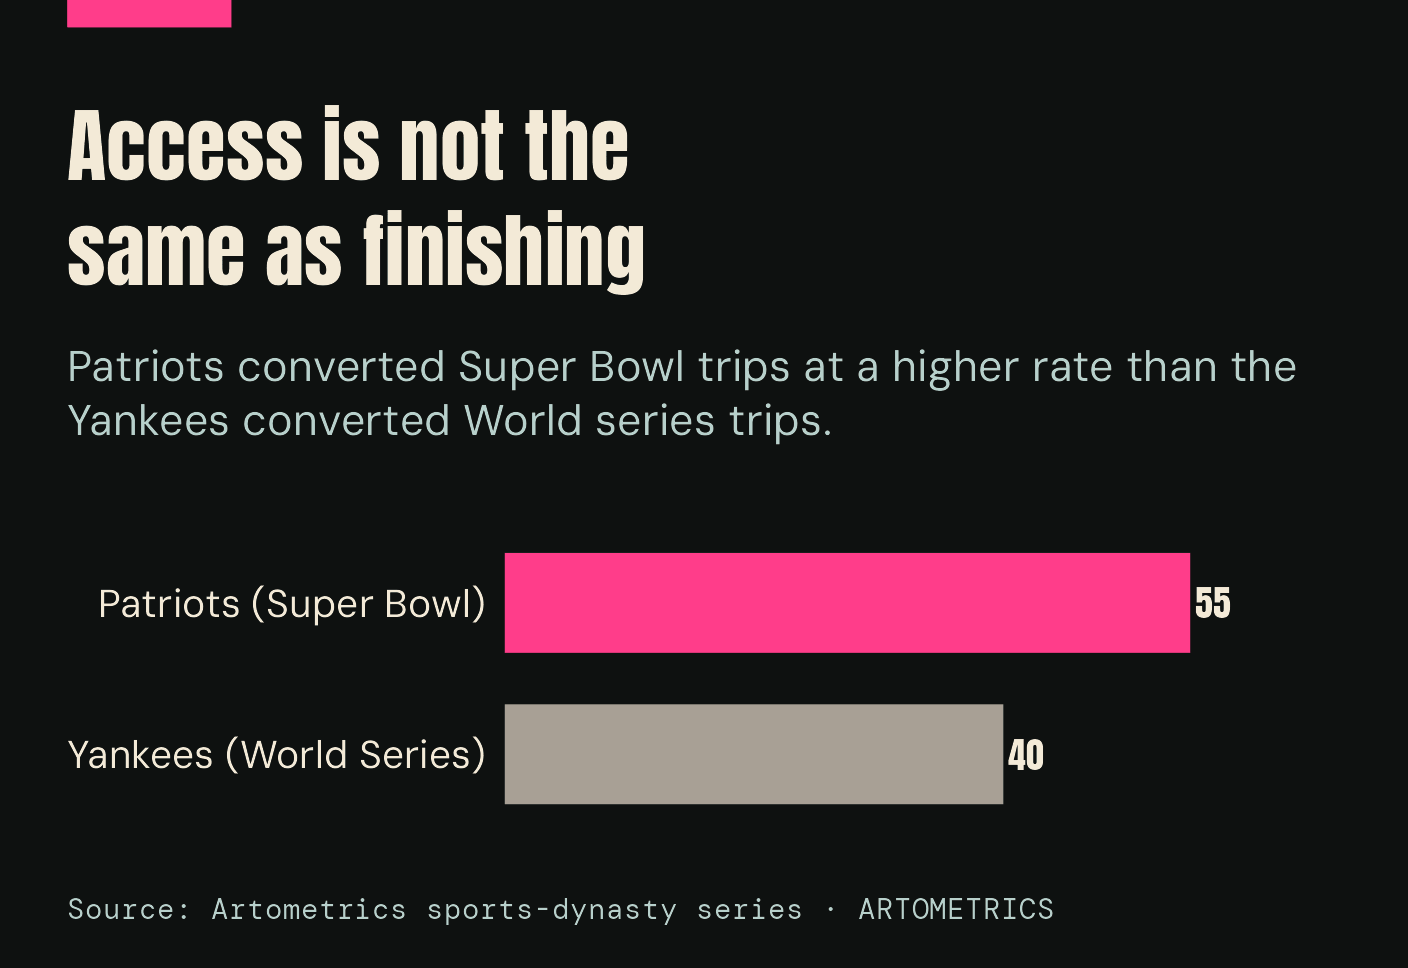 Access is not the
same as finishing
Patriots converted Super Bowl trips at a higher rate than the
Yankees converted World series trips.
Patriots (Super Bowl) 55
Yankees (World Series) 40
Source: Artometrics sports-dynasty series · ARTOMETRICS